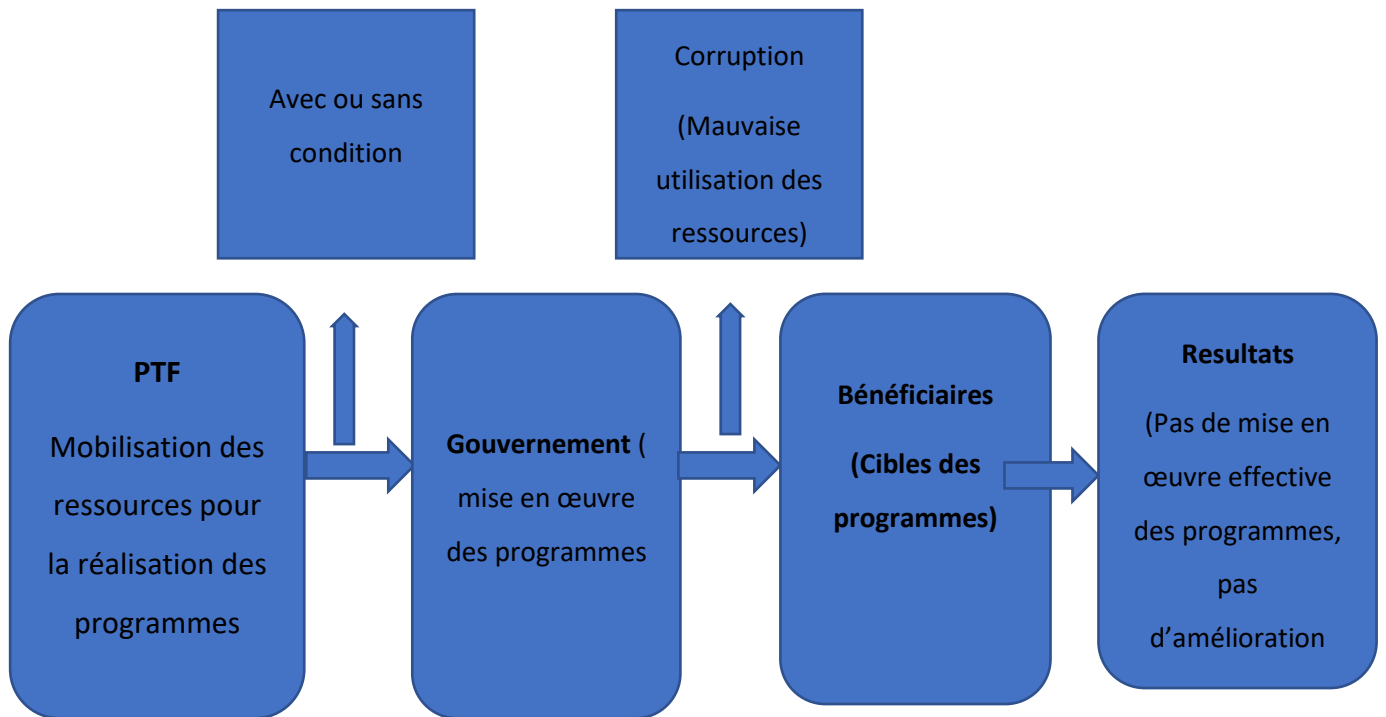 Avec ou sans
condition
Corruption
(Mauvaise
utilisation des
ressources)
PTF
Mobilisation des
ressources pour
la réalisation des
programmes
Gouvernement (
mise en œuvre
des programmes
Bénéficiaires
(Cibles des
programmes)
Resultats
(Pas de mise en
œuvre effective
des programmes,
pas
d’amélioration